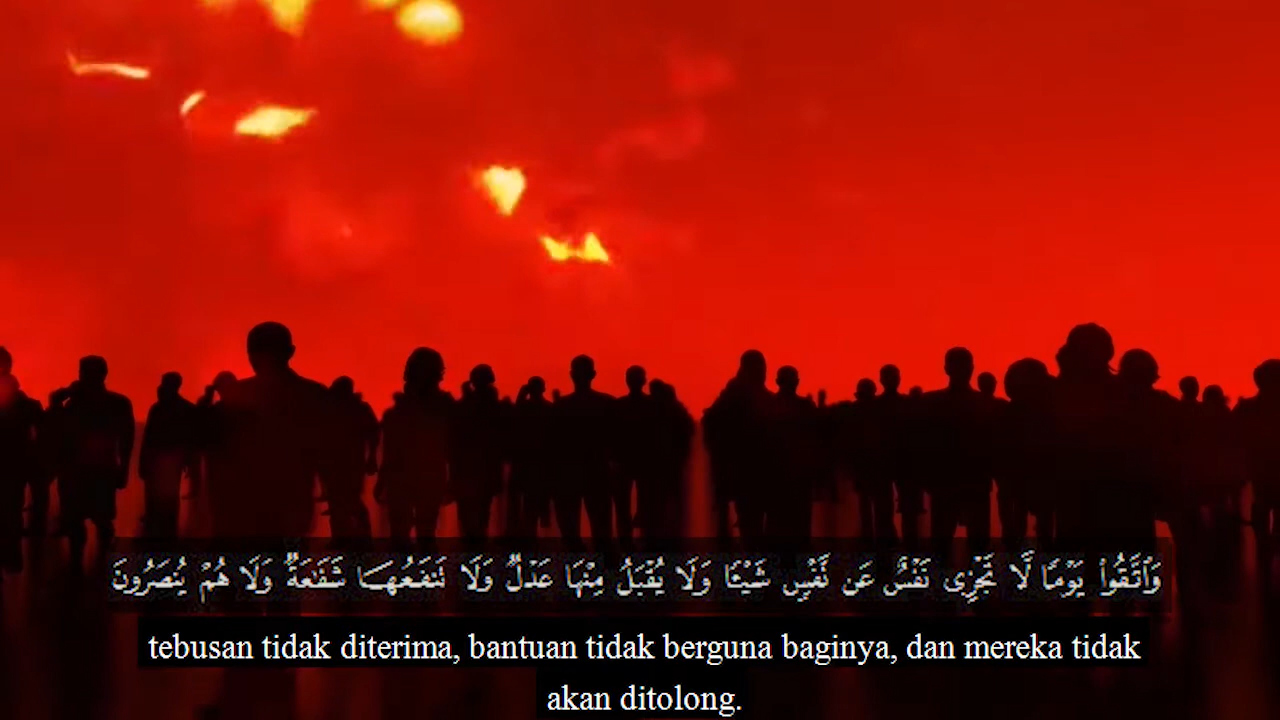 وَٱتَّقُوا۟ يَوْمًا لَّا تَجْزِى نَفْسٌ عَن نَّفْسٍ شَيْـًٔا وَلَا يُقْبَلُ مِنْهَا عَدْلٌ وَلَا تَنفَعُهَا شَفَـٰعَةٌ وَلَا هُمْ يُنصَرُونَ
tebusan tidak diterima, bantuan tidak berguna baginya, dan mereka tidak
akan ditolong.